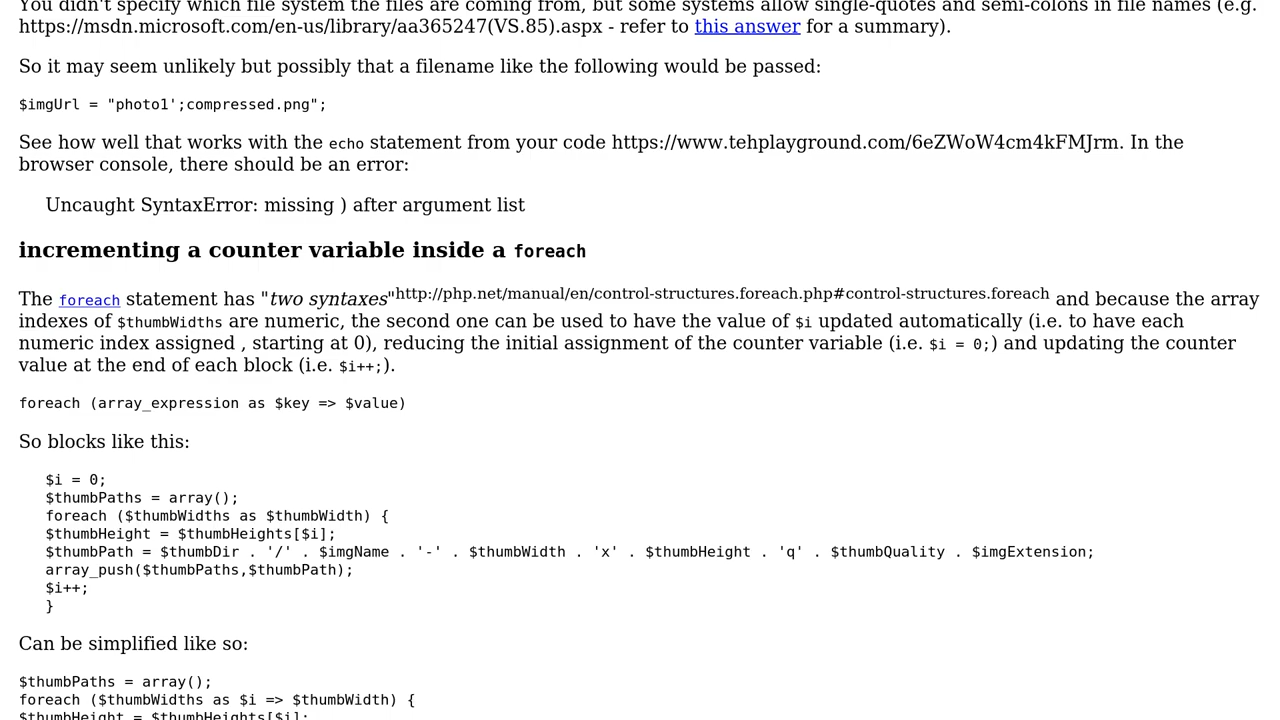 You didn't specify which file system the files are coming from, but some systems allow single-quotes and semi-colons in file names (e.g.
https://msdn.microsoft.com/en-us/library/aa365247(VS.85).aspx - refer to this answer for a summary).
So it may seem unlikely but possibly that a filename like the following would be passed:
$imgUrl = "photo1';compressed.png";
See how well that works with the echo statement from your code https://www.tehplayground.com/6eZWoW4cm4kFMJrm. In the
browser console, there should be an error:
Uncaught SyntaxError: missing ) after argument list
incrementing a counter variable inside a foreach
The foreach statement has "two syntaxes"http://php.net/manual/en/control-structures.foreach.php#control-structures.foreach and because the array
indexes of $thumbWidths are numeric, the second one can be used to have the value of $i updated automatically (i.e. to have each
numeric index assigned , starting at 0), reducing the initial assignment of the counter variable (i.e. $i = 0;) and updating the counter
value at the end of each block (i.e. $i++;).
foreach (array_expression as $key => $value)
So blocks like this:
$i = 0;
$thumbPaths = array();
foreach ($thumbWidths as $thumbWidth) {
$thumbHeight = $thumbHeights[$i];
$thumbPath = $thumbDir . '/' . $imgName . '-' . $thumbWidth . 'x' . $thumbHeight . 'q' . $thumbQuality . $imgExtension;
array_push($thumbPaths,$thumbPath);
$i++;
}
Can be simplified like so:
$thumbPaths = array();
foreach ($thumbWidths as $i => $thumbWidth) {
$thumbHeight = $thumbHeights[$i];